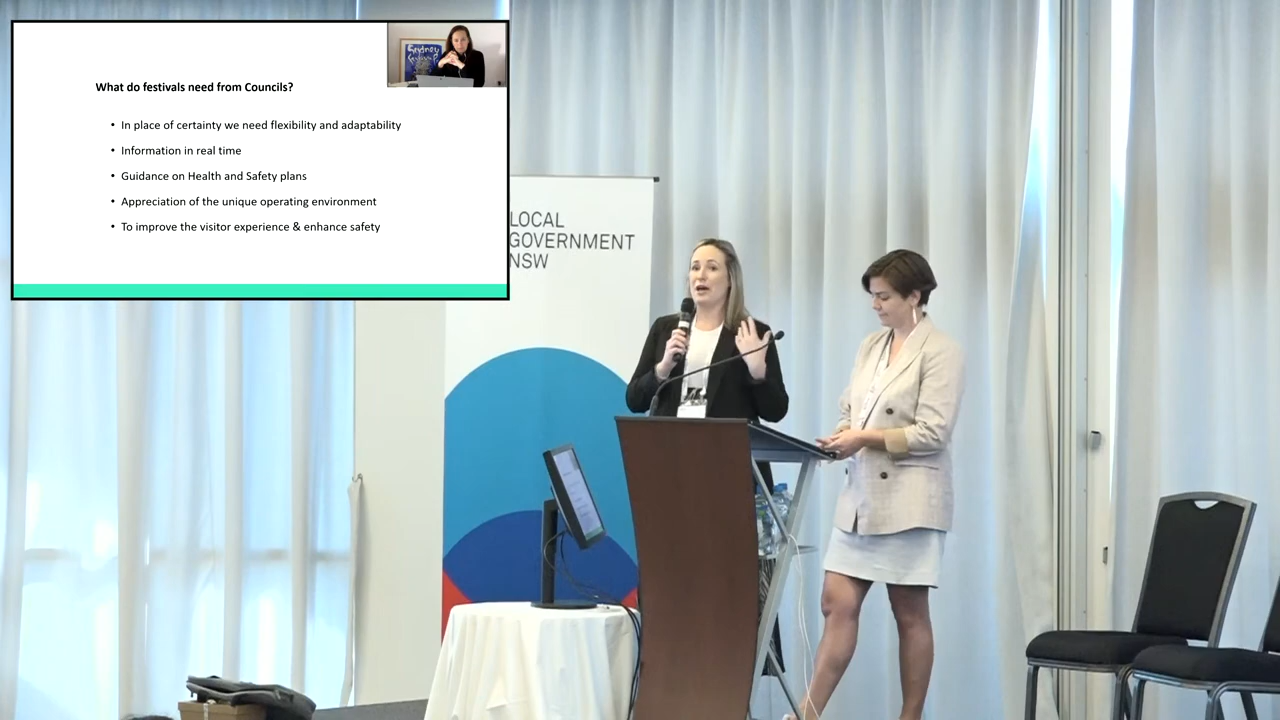 What do festivals need from Councils?
• In place of certainty we need flexibility and adaptability
• Information in real time
• Guidance on Health and Safety plans
• Appreciation of the unique operating environment
• To improve the visitor experience & enhance safety
Sydney
LOCAL
GOVERNMENT
NSW